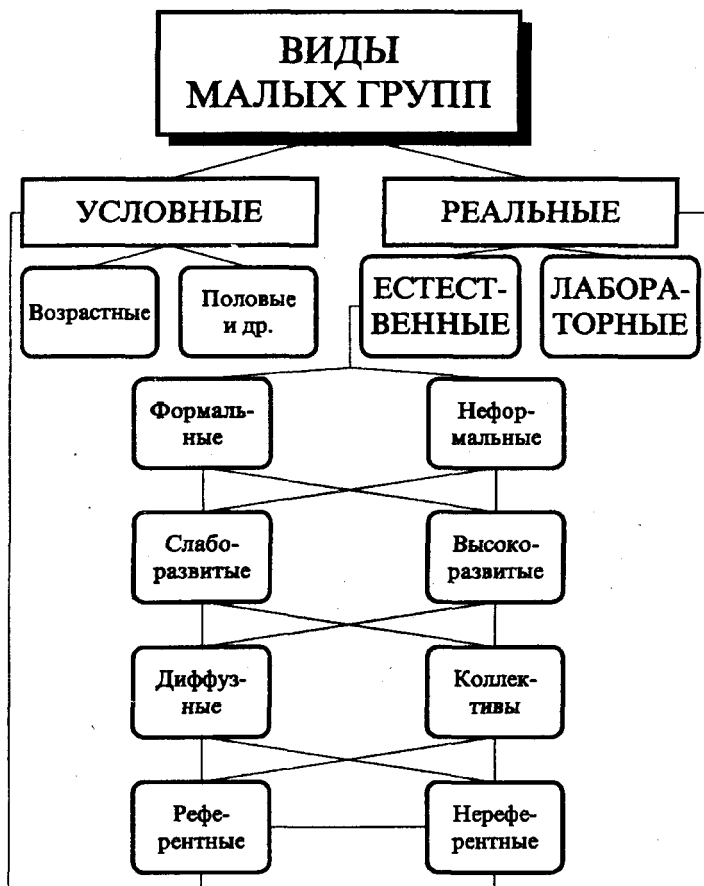 ВИДЫ
МАЛЫХ ГРУПП
УСЛОВНЫЕ
РЕАЛЬНЫЕ
Возрастные
Половые
и др.
ЕСТЕСТ-
ВЕННЫЕ
ЛАБОРА-
ТОРНЫЕ
Формаль-
ные
Нефор-
мальные
Слабо-
развитые
Высоко-
развитые
Диффуз-
ные
Коллек-
тивы
Рефе-
рентные
Нерефе-
рентные